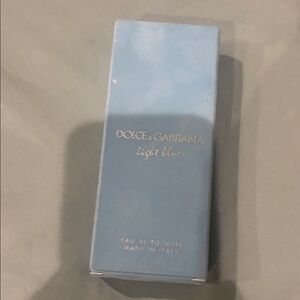 DOLCE & GABBANA
light blue
EAU DE TOILETTE
MADE IN ITALY